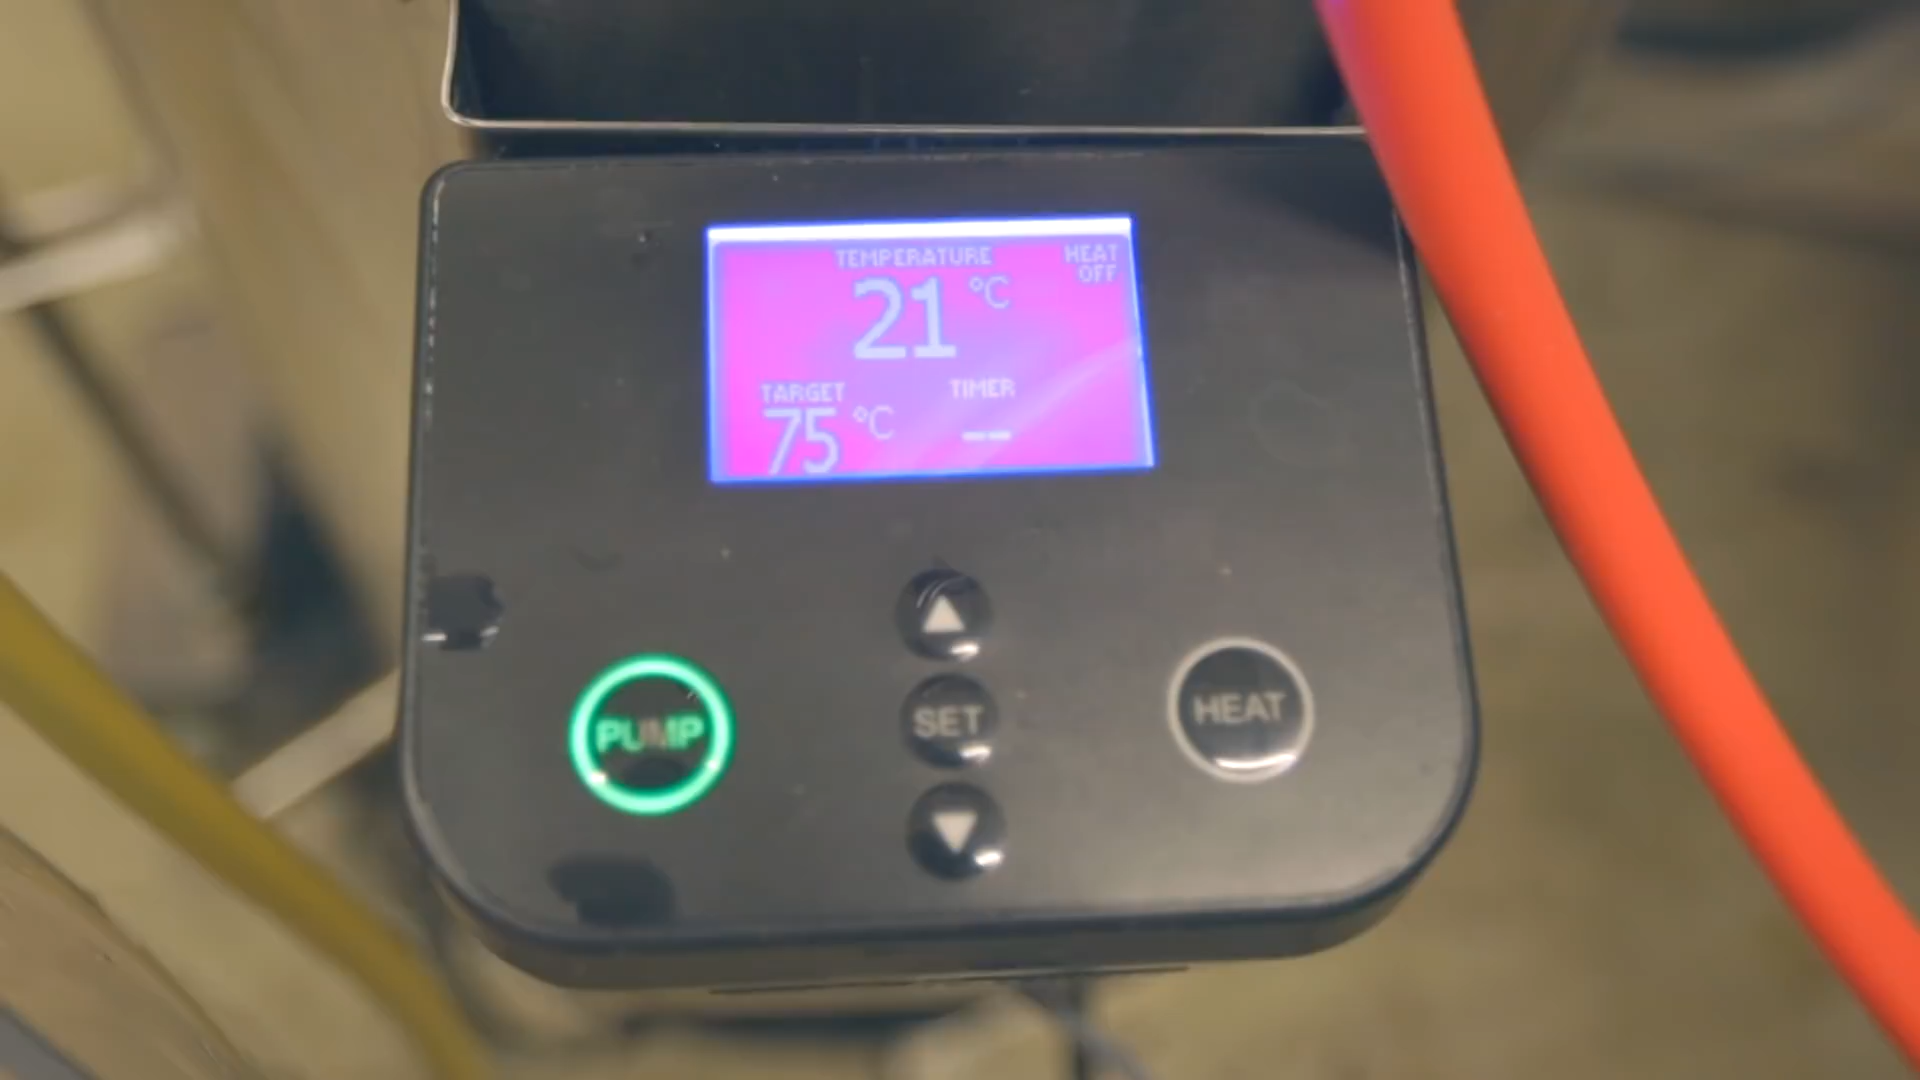 TEMPERATURE
HEAT
OFF
21 °C
TARGET
TIMER
75 °C
--
PUMP
SET
HEAT